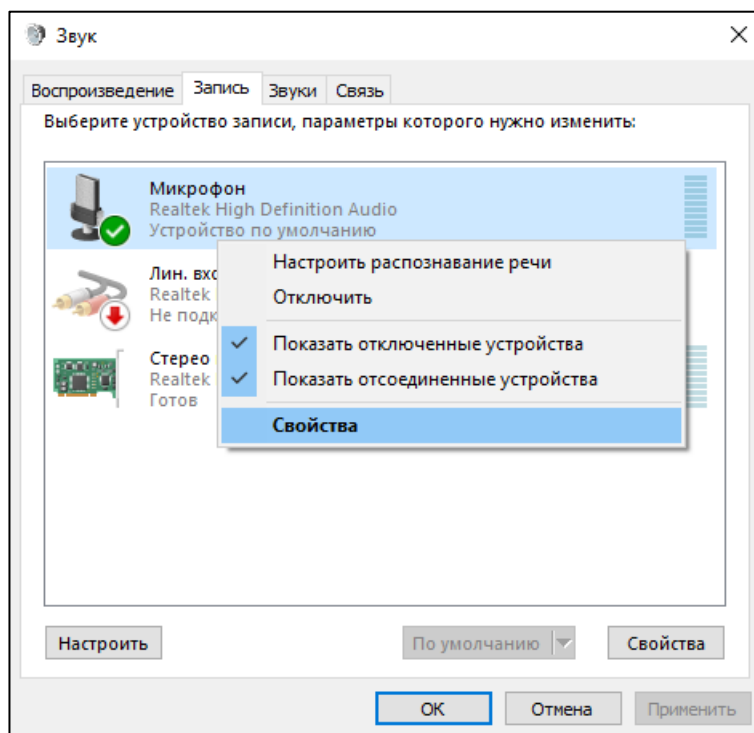 Звук
Воспроизведение Запись Звуки Связь
Выберите устройство записи, параметры которого нужно изменить:
Микрофон
Realtek High Definition Audio
Устройство по умолчанию
Лин. вхо
Realtek
Не подк
Стерео
Realtek
Готов
Настроить распознавание речи
Отключить
Показать отключенные устройства
Показать отсоединенные устройства
Свойства
Настроить По умолчанию Свойства
ОК Отмена Применить